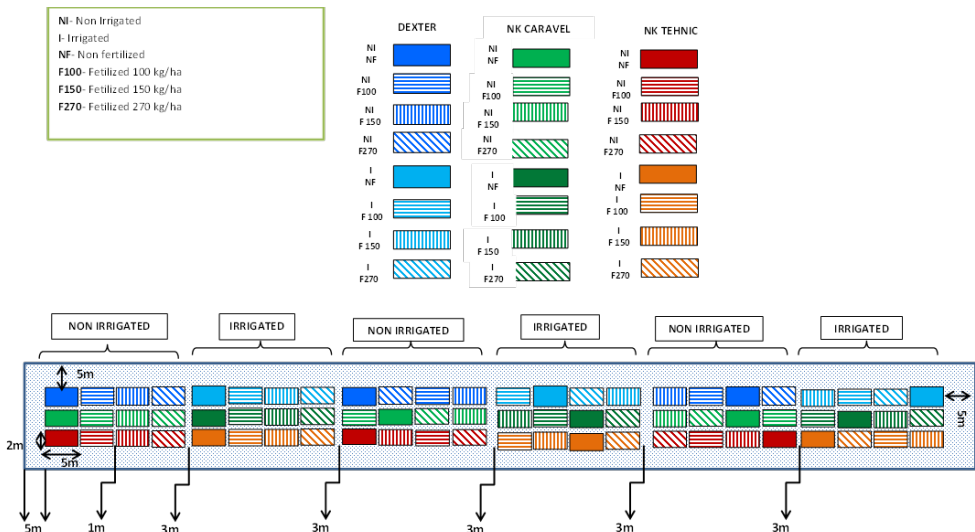 NI- Non Irrigated
I- Irrigated
NF- Non fertilized
F100- Fetilized 100 kg/ha
F150- Fetilized 150 kg/ha
F270- Fetilized 270 kg/ha
DEXTER
NI
NF
NI
F100
NI
F 150
NI
F270
I
NF
I
F 100
I
F 150
I
F270
NK CARAVEL
NI
NF
NI
F100
NI
F 150
NI
F270
I
NF
I
F 100
I
F 150
I
F270
NK TEHNIC
NI
NF
NI
F100
NI
F 150
NI
F270
I
NF
I
F 100
I
F 150
I
F270
NON IRRIGATED
IRRIGATED
NON IRRIGATED
IRRIGATED
NON IRRIGATED
IRRIGATED
5m
5m
2m
5m
5m
1m
3m
3m
3m
3m
3m